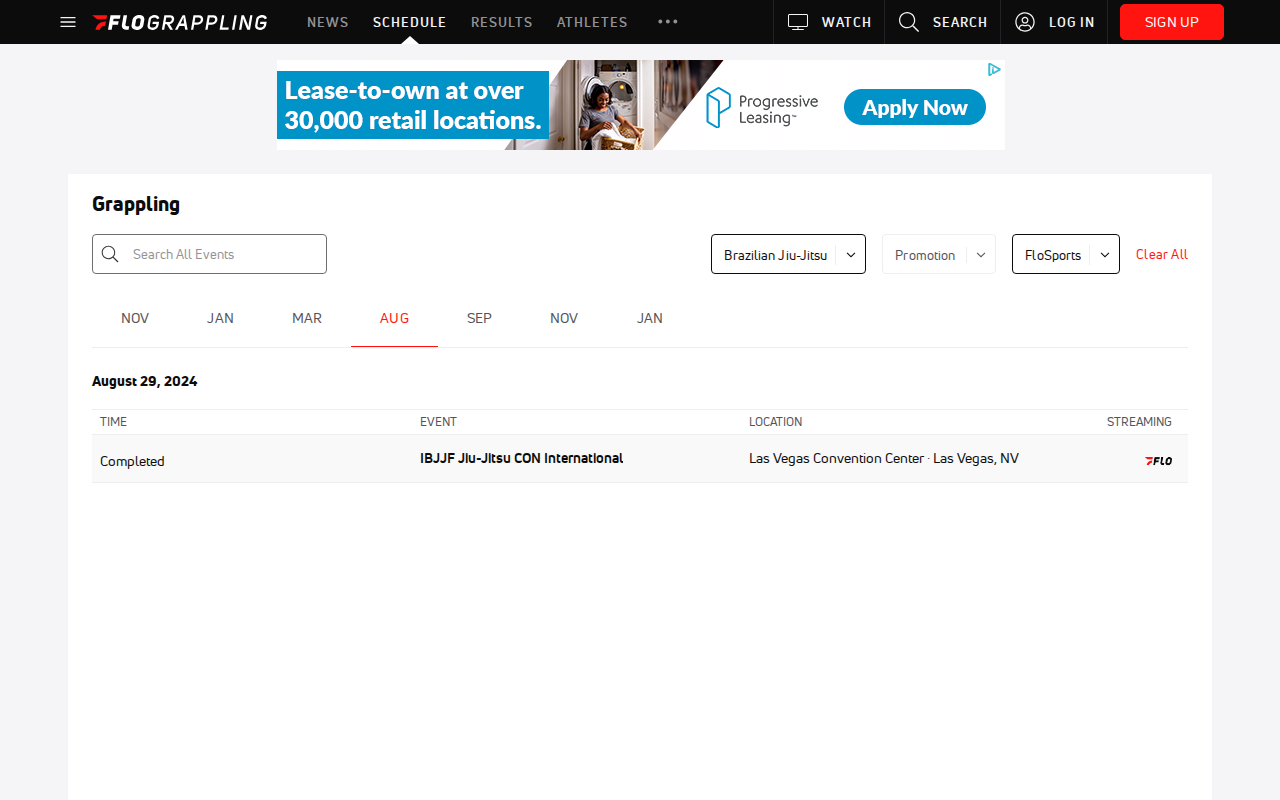 FLOGRAPPLING
NEWS
SCHEDULE
RESULTS
ATHLETES
WATCH
SEARCH
LOG IN
SIGN UP
Lease-to-own at over
30,000 retail locations.
Progressive
Leasing™
Apply Now
Grappling
Search All Events
Brazilian Jiu-Jitsu
Promotion
FloSports
Clear All
NOV
JAN
MAR
AUG
SEP
NOV
JAN
August 29, 2024
TIME
EVENT
LOCATION
STREAMING
Completed
IBJJF Jiu-Jitsu CON International
Las Vegas Convention Center · Las Vegas, NV
FLO